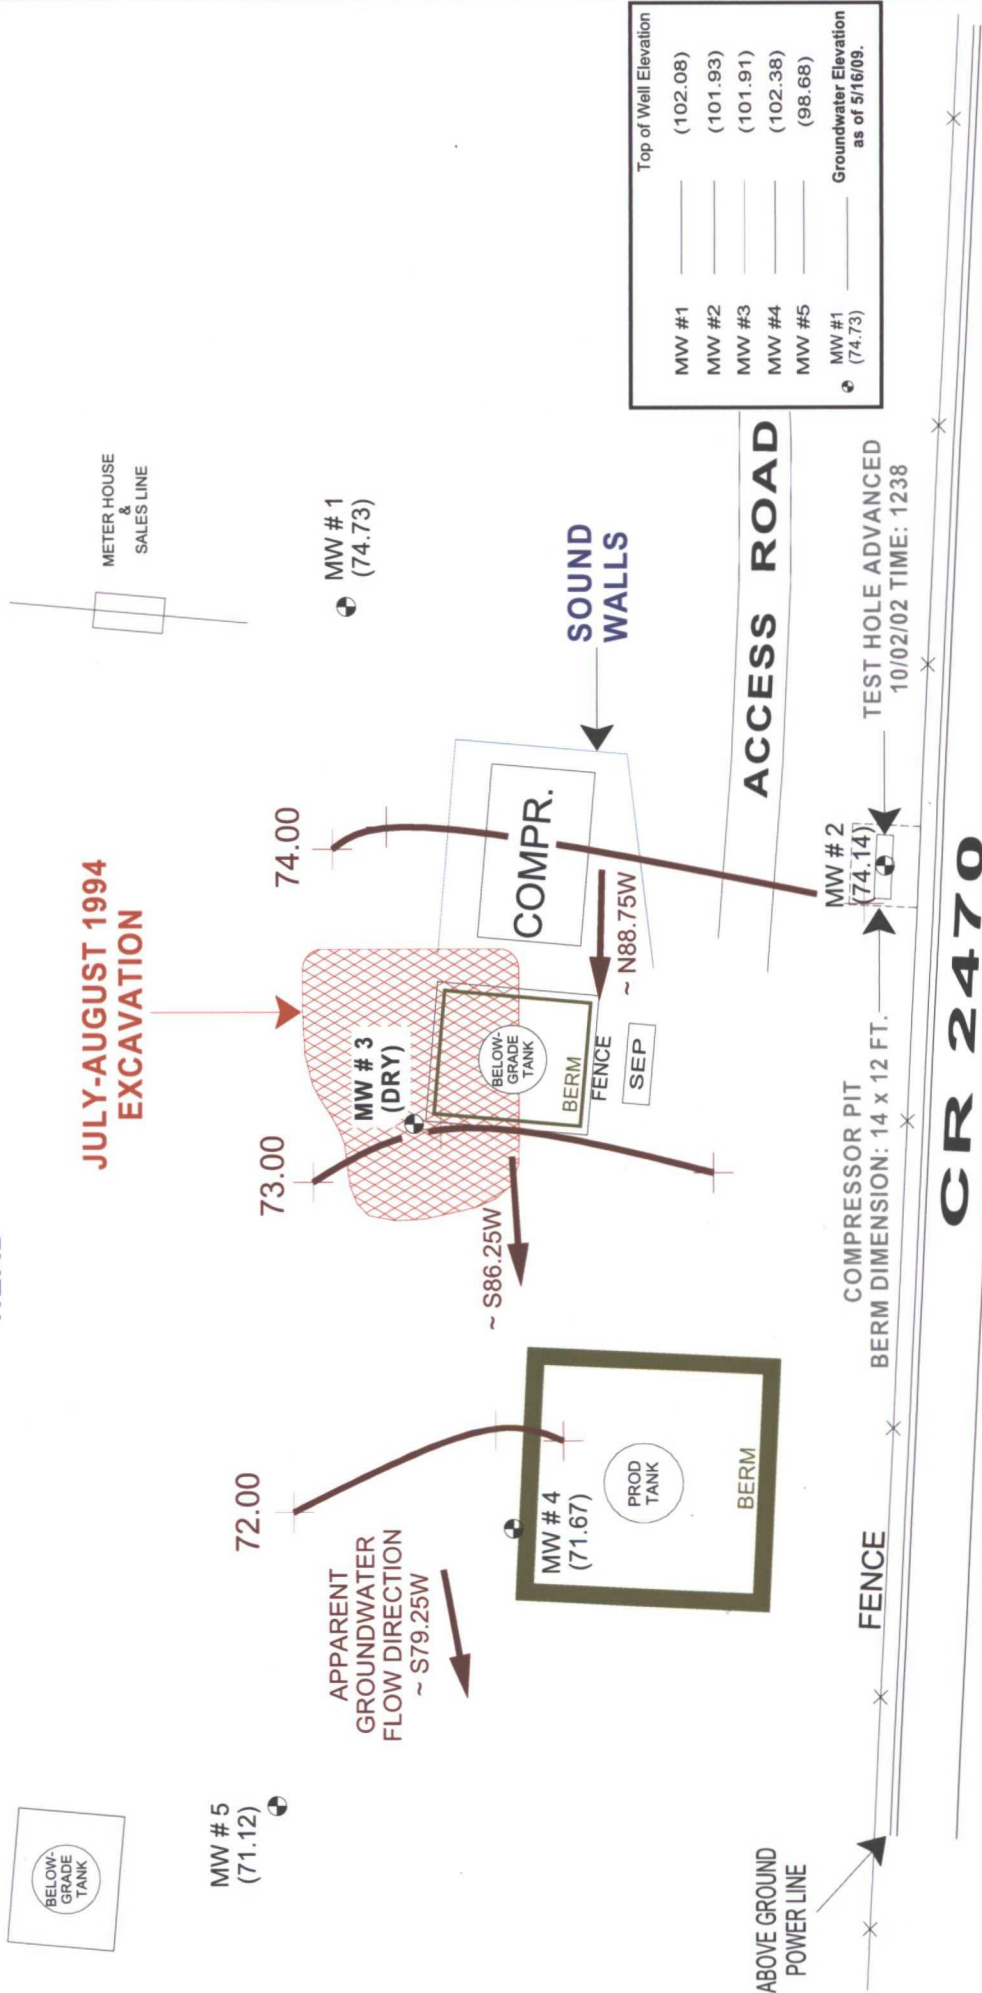 METER HOUSE
&
SALES LINE
JULY-AUGUST 1994
EXCAVATION
BELOW-
GRADE
TANK
MW # 5
(71.12)
72.00
73.00
74.00
MW # 1
(74.73)
APPARENT
GROUNDWATER
FLOW DIRECTION
~ S79.25W
MW # 3
(DRY)
~ S86.25W
BELOW-
GRADE
TANK
BERM
FENCE
SEP
COMPR.
~ N88.75W
SOUND
WALLS
MW # 4
(71.67)
PROD
TANK
BERM
ACCESS ROAD
Top of Well Elevation
MW #1 (102.08)
MW #2 (101.93)
MW #3 (101.91)
MW #4 (102.38)
MW #5 (98.68)
MW #1
(74.73)
Groundwater Elevation
as of 5/16/09.
ABOVE GROUND
POWER LINE
FENCE
COMPRESSOR PIT
BERM DIMENSION: 14 x 12 FT.
MW # 2
(74.14)
TEST HOLE ADVANCED
10/02/02 TIME: 1238
CR 2470